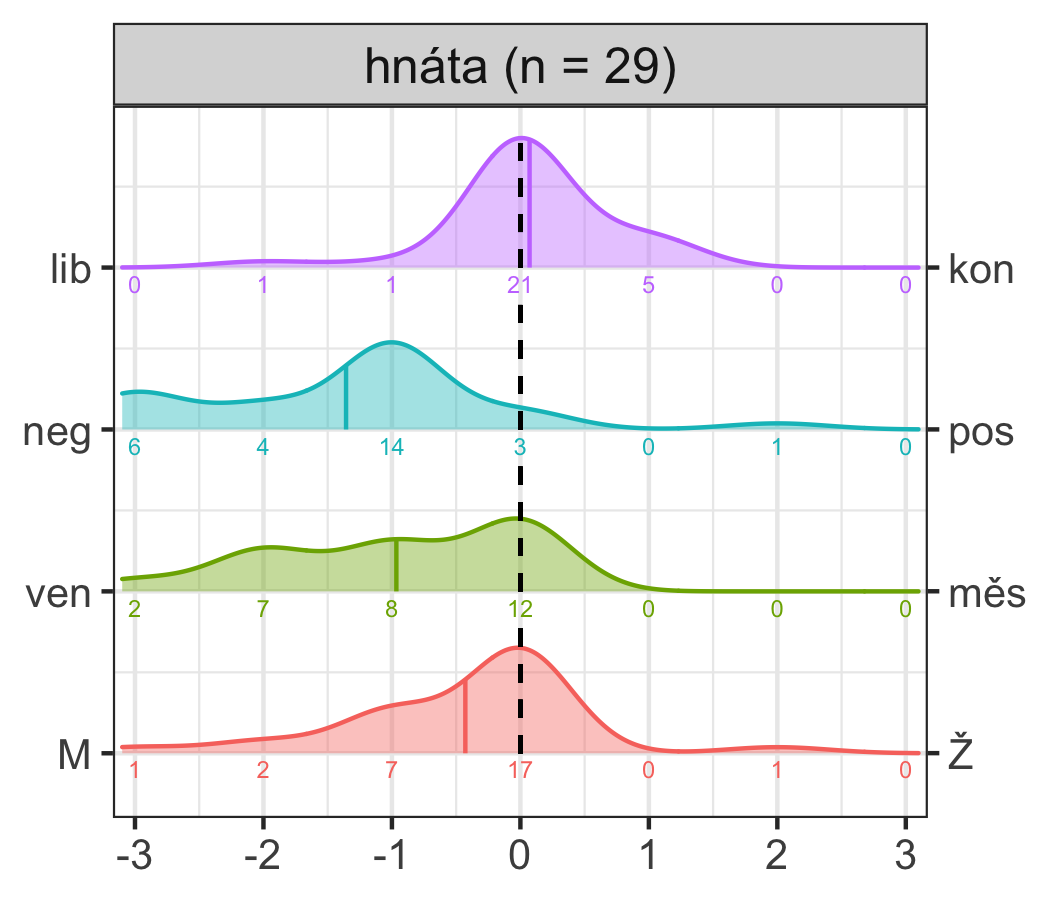 hnáta (n = 29)
lib kon
0 1 1 21 5 0 0
neg pos
6 4 14 3 0 1 0
ven měs
2 7 8 12 0 0 0
M Ž
1 2 7 17 0 1 0
-3 -2 -1 0 1 2 3